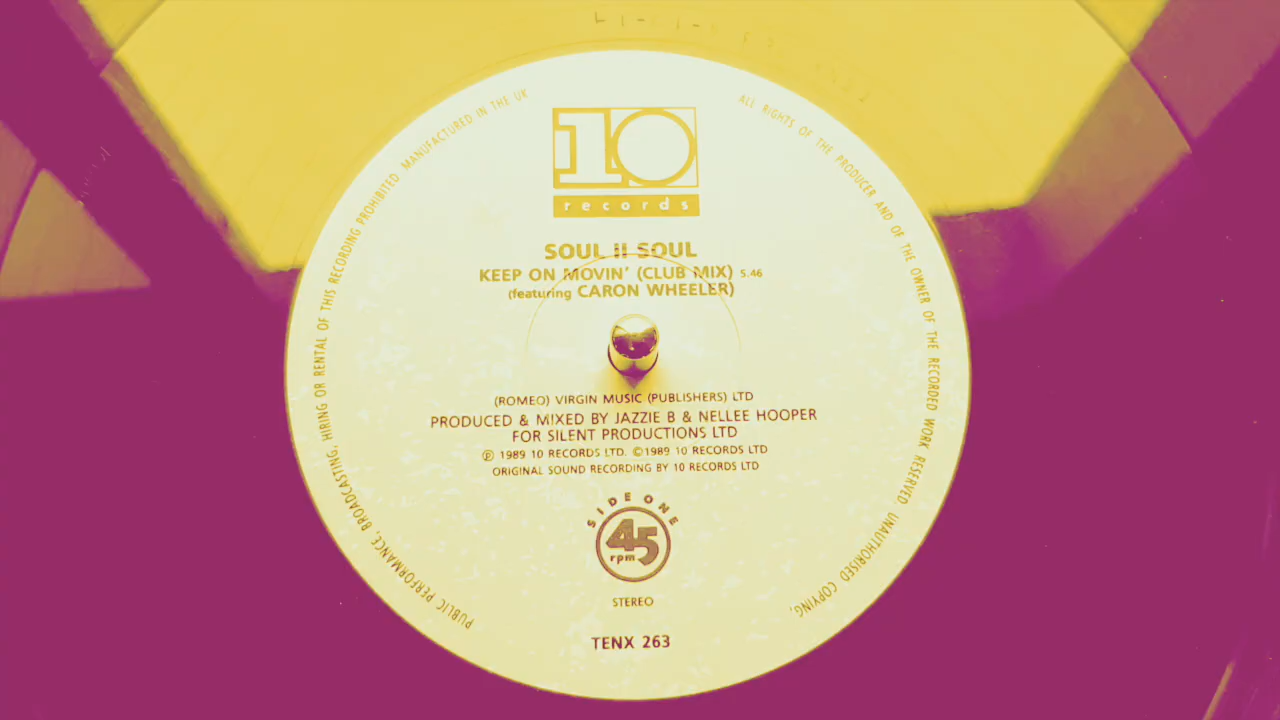 10
records
SOUL II SOUL
KEEP ON MOVIN' (CLUB MIX) 5.46
(featuring CARON WHEELER)
(ROMEO) VIRGIN MUSIC (PUBLISHERS) LTD
PRODUCED & MIXED BY JAZZIE B & NELLEE HOOPER
FOR SILENT PRODUCTIONS LTD
℗ 1989 10 RECORDS LTD. ©1989 10 RECORDS LTD
ORIGINAL SOUND RECORDING BY 10 RECORDS LTD
SIDE ONE
45
rpm
STEREO
TENX 263
ALL RIGHTS OF THE PRODUCER AND OF THE OWNER OF THE RECORDED WORK RESERVED UNAUTHORISED COPYING,
PUBLIC PERFORMANCE, BROADCASTING, HIRING OR RENTAL OF THIS RECORDING PROHIBITED MANUFACTURED IN THE UK